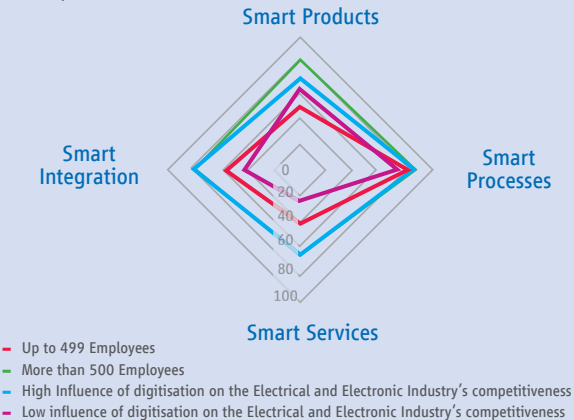 Smart Products
Smart
Integration
Smart
Processes
0
20
40
60
80
100
Smart Services
Up to 499 Employees
More than 500 Employees
High Influence of digitisation on the Electrical and Electronic Industry's competitiveness
Low influence of digitisation on the Electrical and Electronic Industry's competitiveness